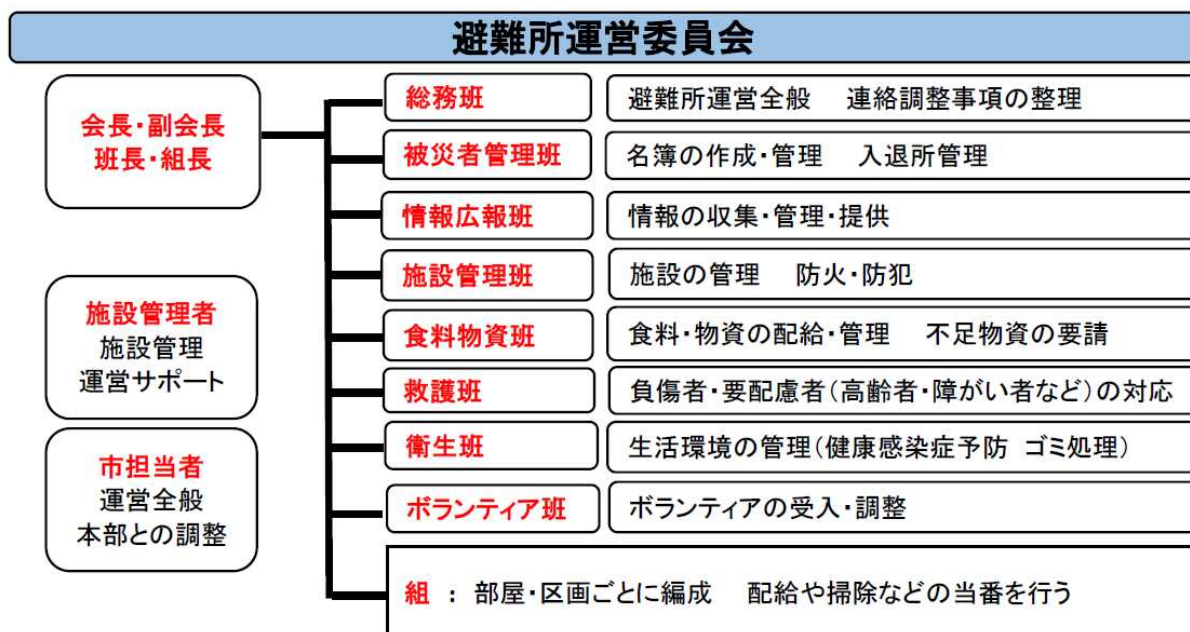 避難所運営委員会
会長・副会長
班長・組長
総務班
避難所運営全般 連絡調整事項の整理
被災者管理班
名簿の作成・管理 入退所管理
情報広報班
情報の収集・管理・提供
施設管理班
施設の管理 防火・防犯
施設管理者
施設管理
運営サポート
食料物資班
食料・物資の配給・管理 不足物資の要請
救護班
負傷者・要配慮者(高齢者・障がい者など)の対応
市担当者
運営全般
本部との調整
衛生班
生活環境の管理(健康感染症予防 ゴミ処理)
ボランティア班
ボランティアの受入・調整
組 : 部屋・区画ごとに編成 配給や掃除などの当番を行う